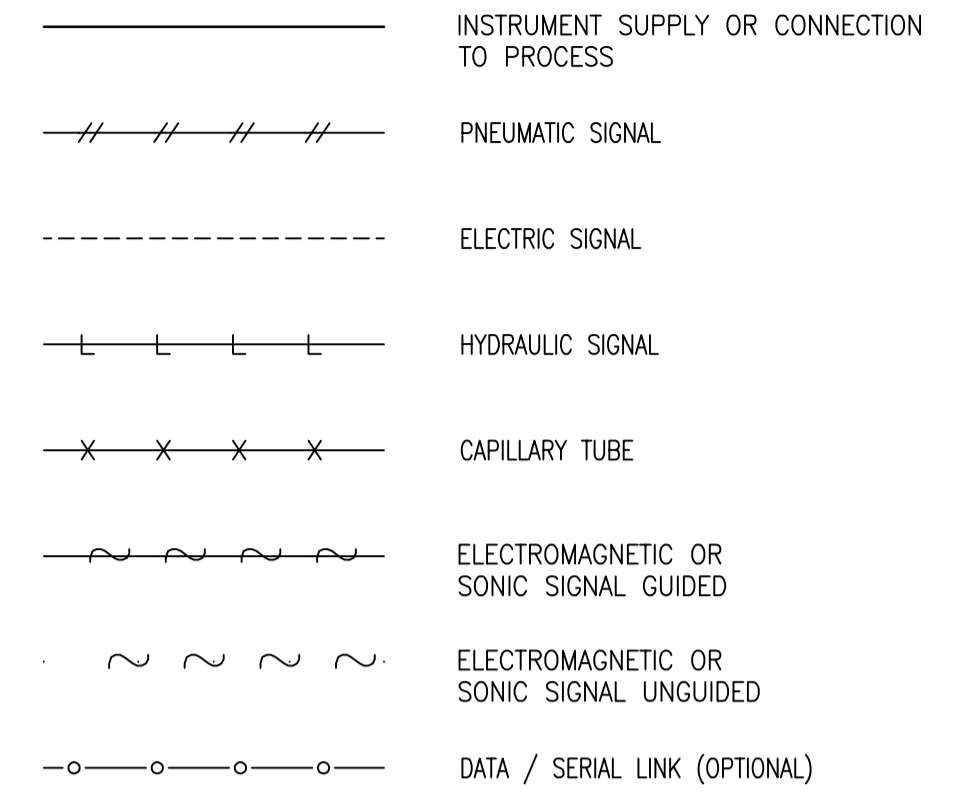 INSTRUMENT SUPPLY OR CONNECTION
TO PROCESS
PNEUMATIC SIGNAL
ELECTRIC SIGNAL
HYDRAULIC SIGNAL
CAPILLARY TUBE
ELECTROMAGNETIC OR
SONIC SIGNAL GUIDED
ELECTROMAGNETIC OR
SONIC SIGNAL UNGUIDED
DATA / SERIAL LINK (OPTIONAL)